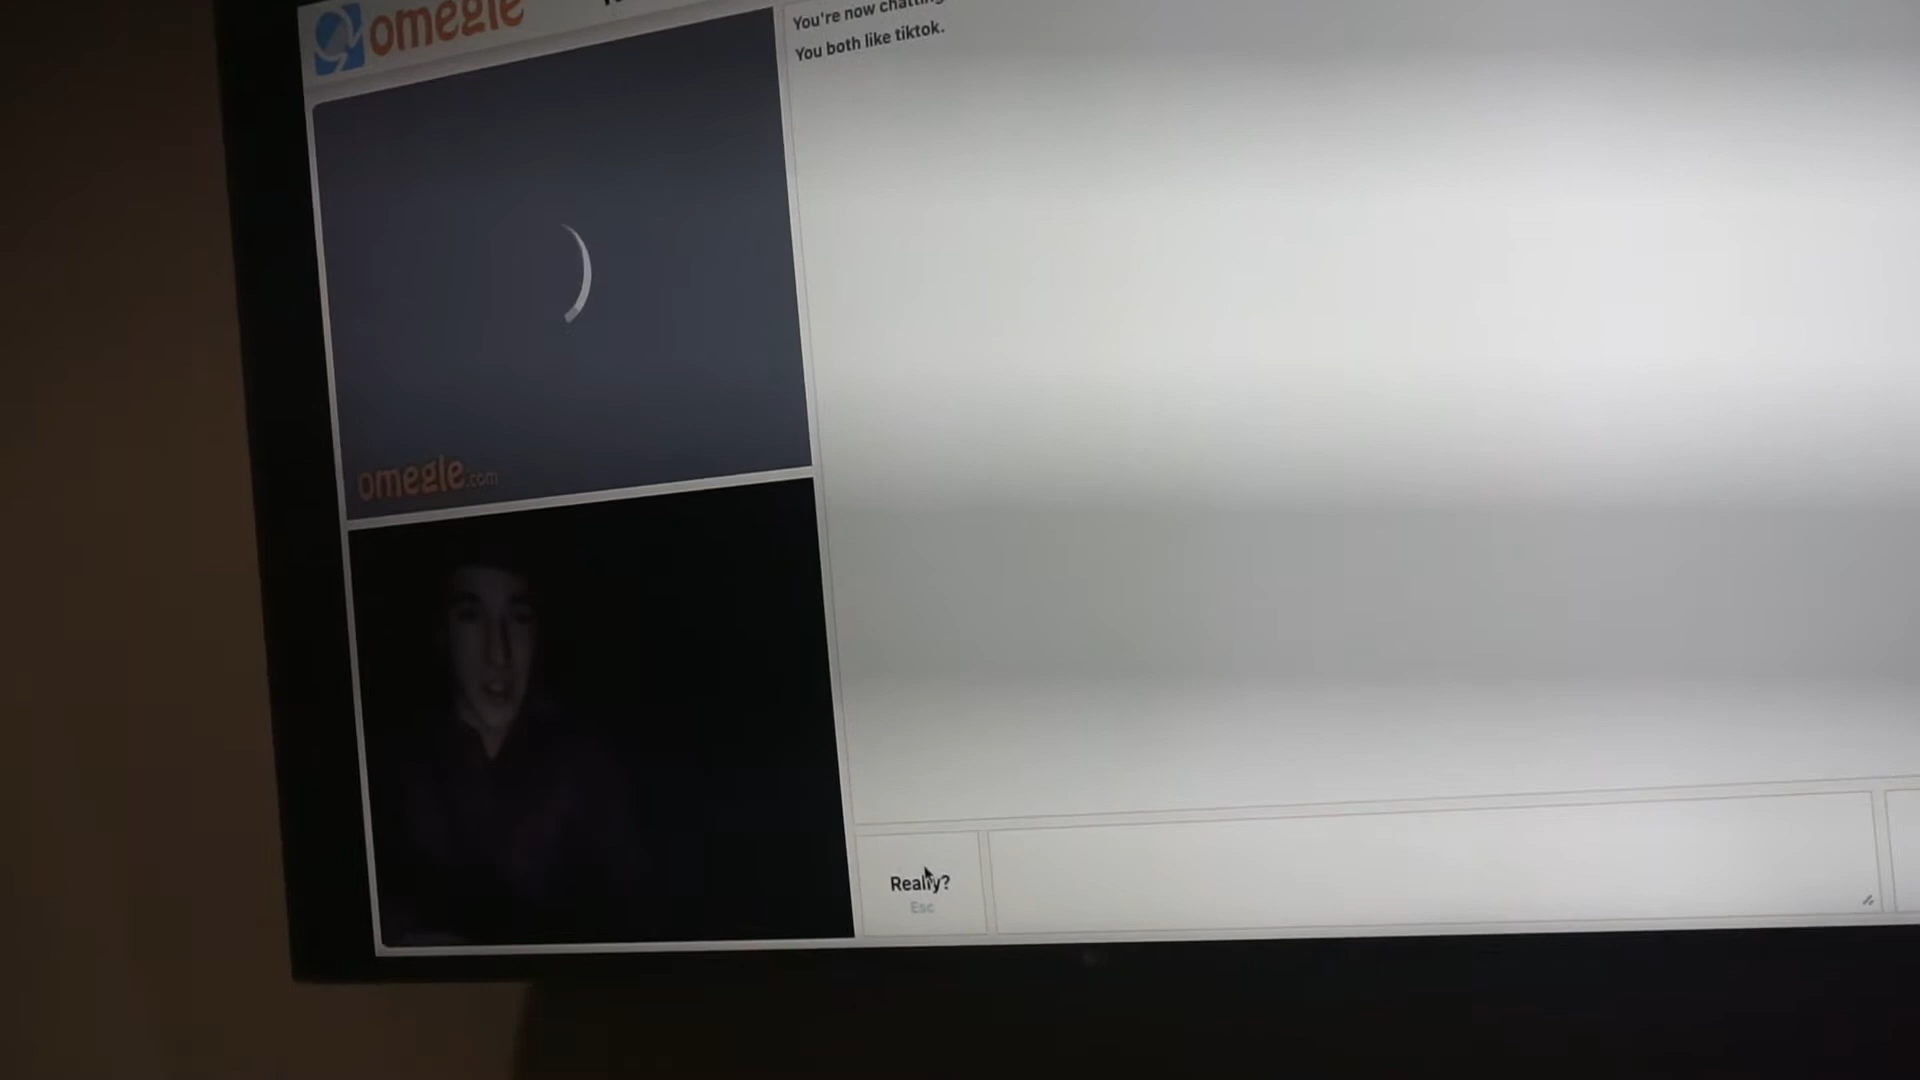 omegle
You're now chatting
You both like tiktok.
omegle.com
Really?
Esc